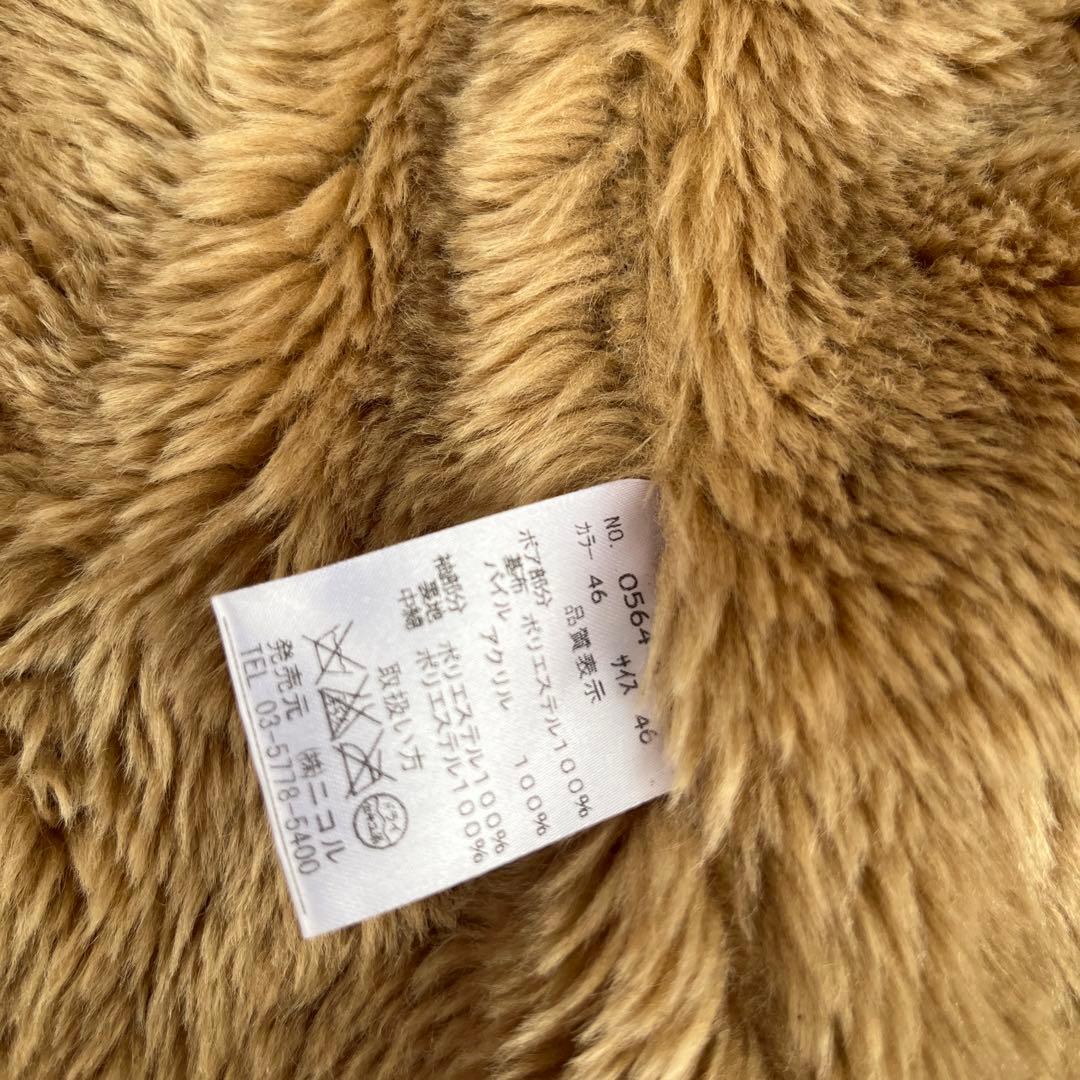 NO. 0564 サイズ 46
カラー 46
品質表示
ボア部分
基布 ポリエステル100%
パイル アクリル 100%
袖部分
裏地 ポリエステル100%
中綿 ポリエステル100%
取扱い方
ドライ
発売元 ㈱ニコル
TEL 03-5778-5400